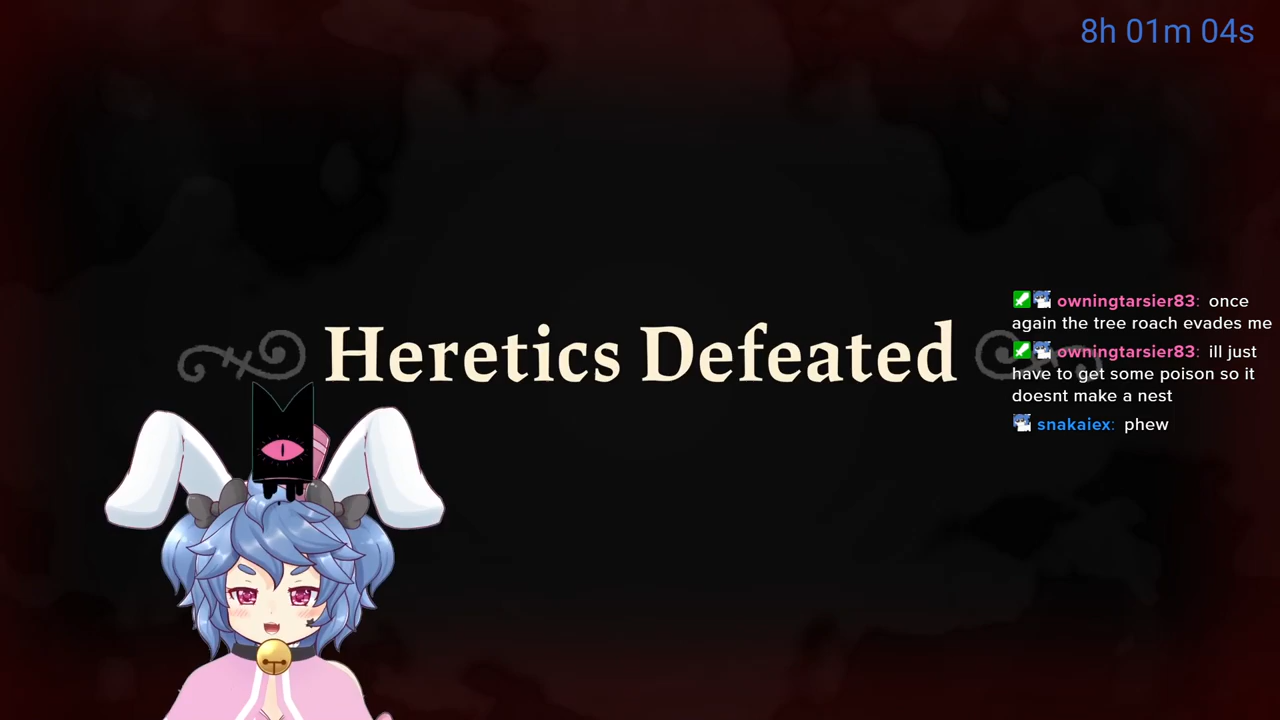 8h 01m 04s
Heretics Defeated
owningtarsier83: once
again the tree roach evades me
owningtarsier83: ill just
have to get some poison so it
doesnt make a nest
snakaiex: phew